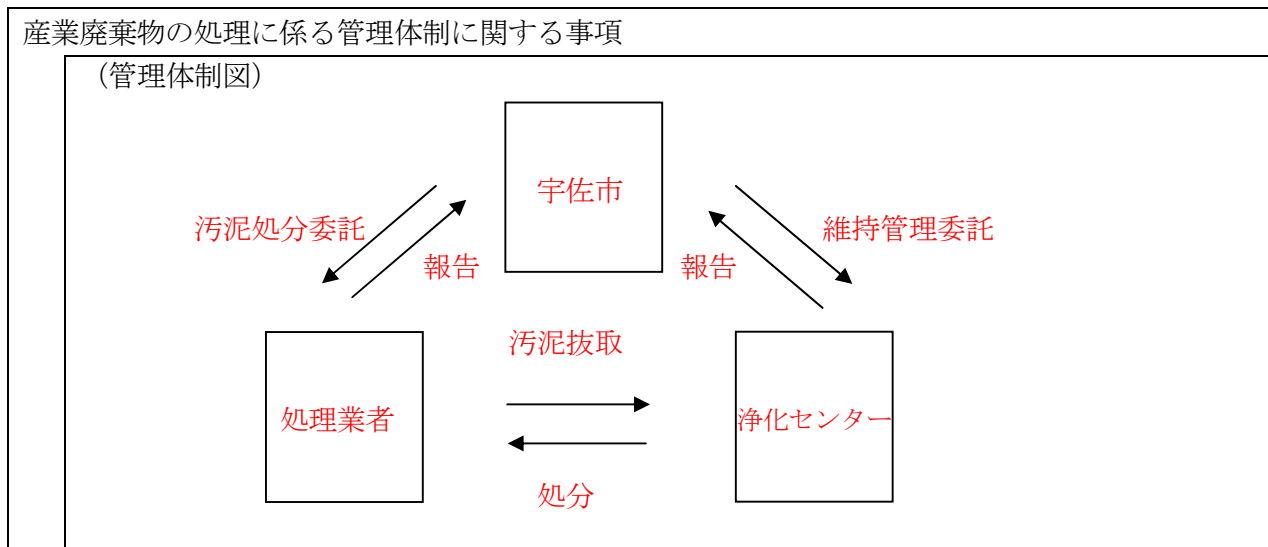 産業廃棄物の処理に係る管理体制に関する事項
（管理体制図）
宇佐市
汚泥処分委託
維持管理委託
報告
報告
汚泥抜取
処理業者
浄化センター
処分